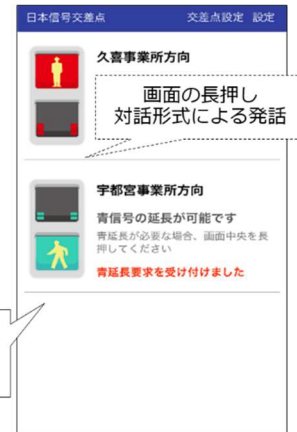 日本信号交差点
交差点設定 設定
久喜事業所方向
画面の長押し
対話形式による発話
宇都宮事業所方向
青信号の延長が可能です
青延長が必要な場合、画面中央を長
押してください
青延長要求を受け付けました